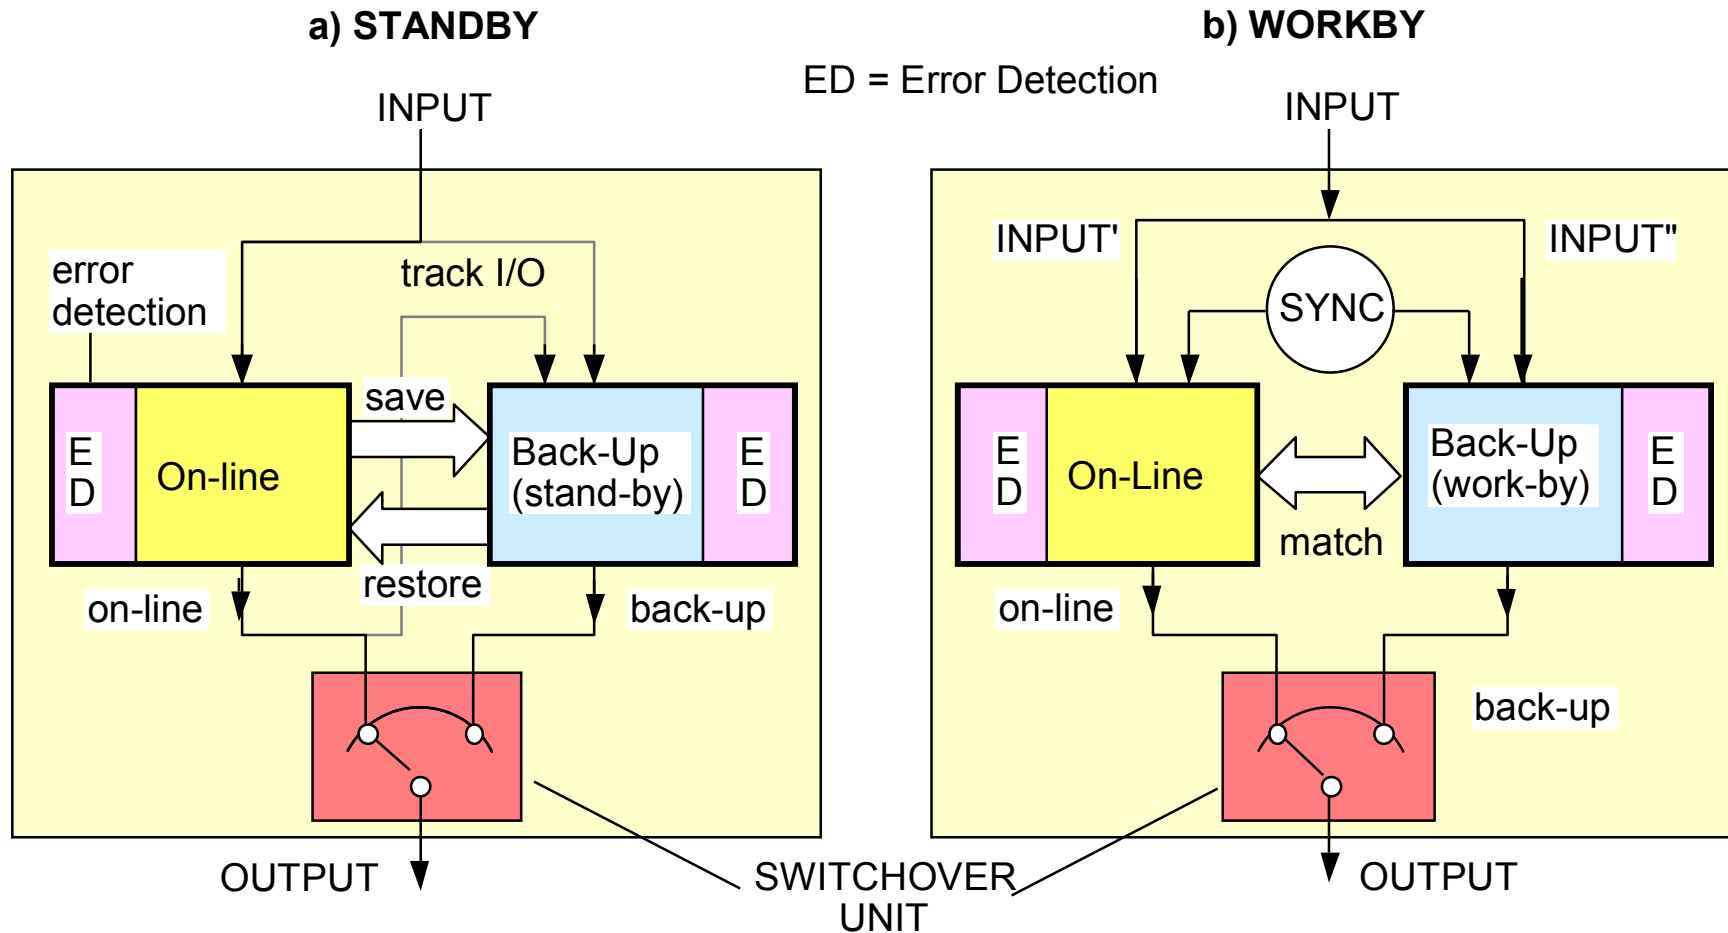 a) STANDBY
b) WORKBY
ED = Error Detection
INPUT
INPUT
INPUT'
INPUT"
error
detection
track I/O
SYNC
save
E
D
On-line
Back-Up
(stand-by)
E
D
E
D
On-Line
Back-Up
(work-by)
E
D
match
restore
on-line
back-up
on-line
back-up
OUTPUT
SWITCHOVER
UNIT
OUTPUT